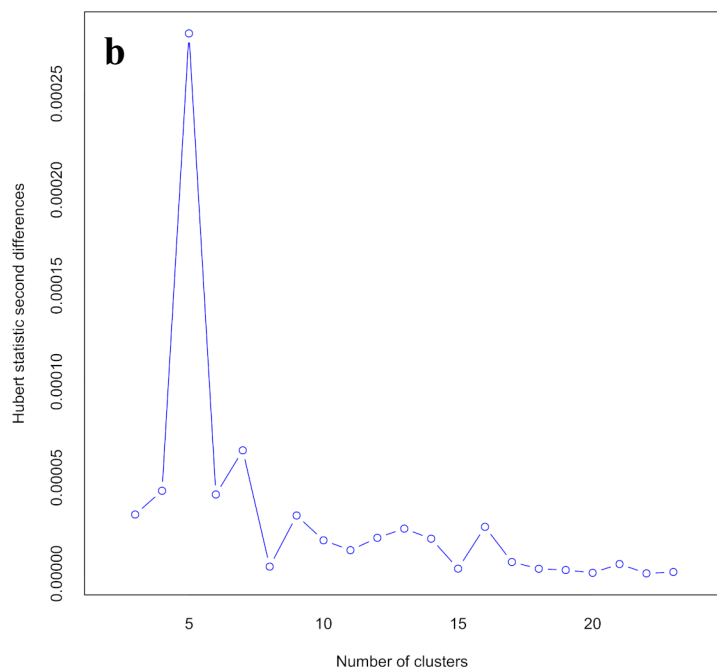 b
Hubert statistic second differences
0.00025
0.00020
0.00015
0.00010
0.00005
0.00000
5 10 15 20
Number of clusters